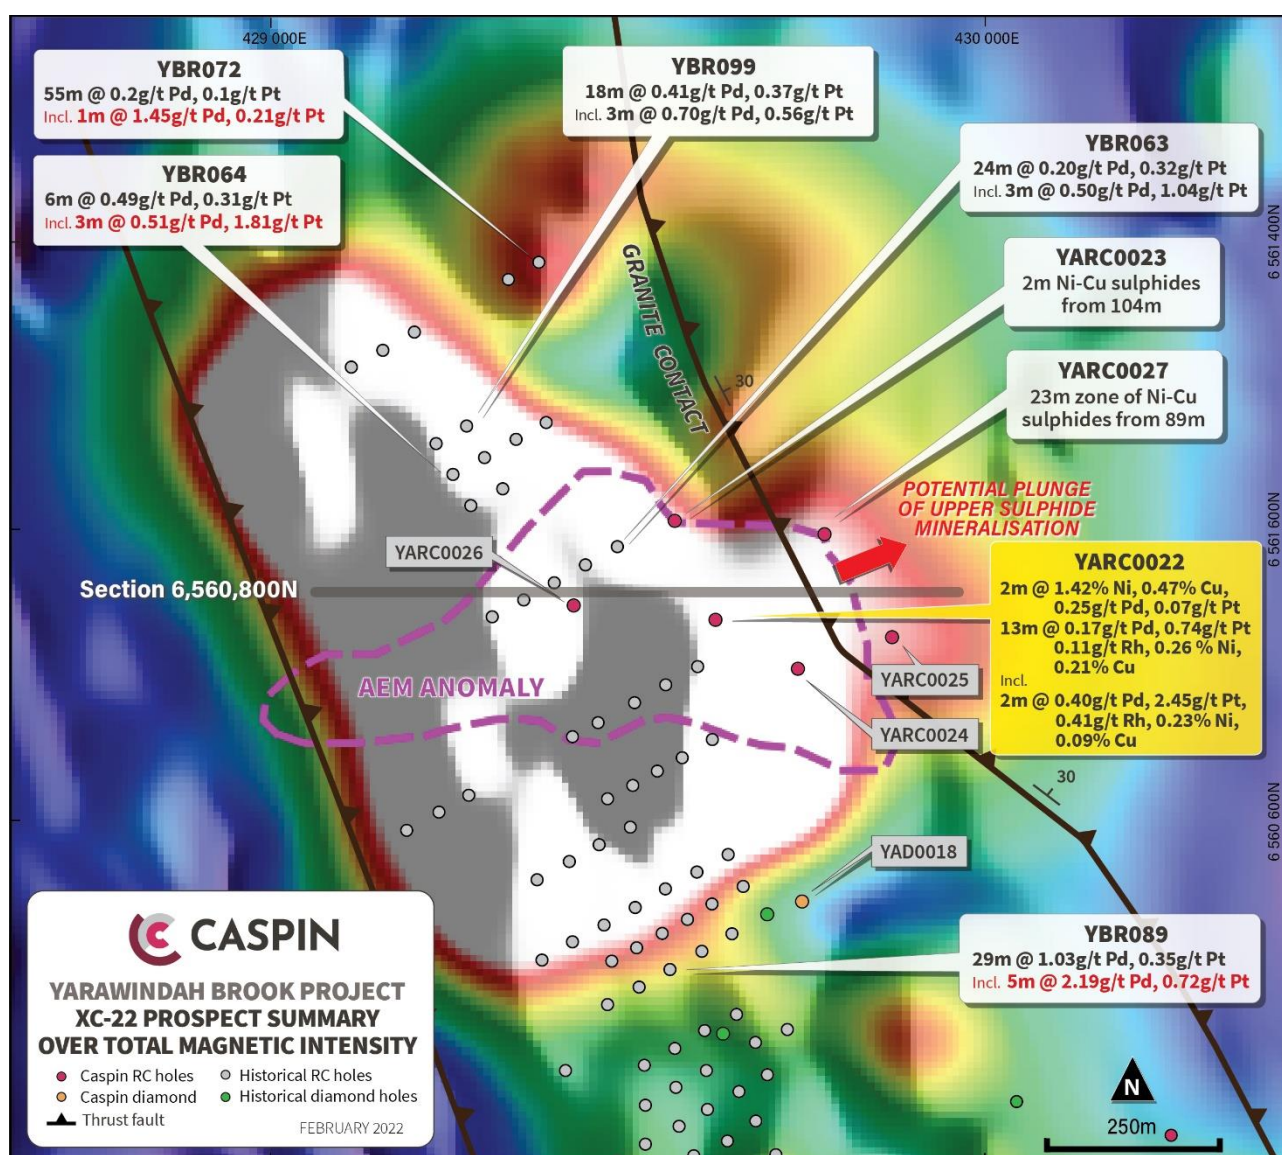 429 000E
430 000E
YBR072
55m @ 0.2g/t Pd, 0.1g/t Pt
Incl. 1m @ 1.45g/t Pd, 0.21g/t Pt
YBR099
18m @ 0.41g/t Pd, 0.37g/t Pt
Incl. 3m @ 0.70g/t Pd, 0.56g/t Pt
YBR063
24m @ 0.20g/t Pd, 0.32g/t Pt
Incl. 3m @ 0.50g/t Pd, 1.04g/t Pt
YBR064
6m @ 0.49g/t Pd, 0.31g/t Pt
Incl. 3m @ 0.51g/t Pd, 1.81g/t Pt
6 561 400N
YARC0023
2m Ni-Cu sulphides
from 104m
GRANITE CONTACT
30
YARC0027
23m zone of Ni-Cu
sulphides from 89m
POTENTIAL PLUNGE
OF UPPER SULPHIDE
MINERALISATION
6 561 600N
YARC0026
Section 6,560,800N
YARC0022
2m @ 1.42% Ni, 0.47% Cu,
0.25g/t Pd, 0.07g/t Pt
13m @ 0.17g/t Pd, 0.74g/t Pt
0.11g/t Rh, 0.26 % Ni,
0.21% Cu
Incl.
2m @ 0.40g/t Pd, 2.45g/t Pt,
0.41g/t Rh, 0.23% Ni,
0.09% Cu
AEM ANOMALY
YARC0025
YARC0024
30
6 560 600N
YAD0018
YBR089
29m @ 1.03g/t Pd, 0.35g/t Pt
Incl. 5m @ 2.19g/t Pd, 0.72g/t Pt
CASPIN
YARAWINDAH BROOK PROJECT
XC-22 PROSPECT SUMMARY
OVER TOTAL MAGNETIC INTENSITY
Caspin RC holes
Historical RC holes
Caspin diamond
Historical diamond holes
Thrust fault
FEBRUARY 2022
N
250m